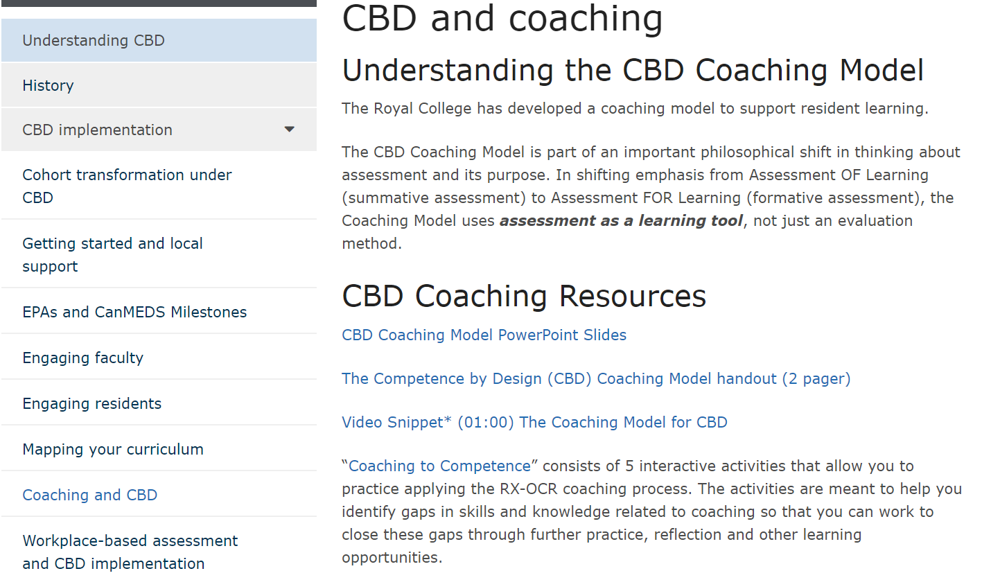 Understanding CBD
History
CBD implementation
Cohort transformation under
CBD
Getting started and local
support
EPAs and CanMEDS Milestones
Engaging faculty
Engaging residents
Mapping your curriculum
Coaching and CBD
Workplace-based assessment
and CBD implementation
CBD and coaching
Understanding the CBD Coaching Model
The Royal College has developed a coaching model to support resident learning.
The CBD Coaching Model is part of an important philosophical shift in thinking about
assessment and its purpose. In shifting emphasis from Assessment OF Learning
(summative assessment) to Assessment FOR Learning (formative assessment), the
Coaching Model uses assessment as a learning tool, not just an evaluation
method.
CBD Coaching Resources
CBD Coaching Model PowerPoint Slides
The Competence by Design (CBD) Coaching Model handout (2 pager)
Video Snippet* (01:00) The Coaching Model for CBD
“Coaching to Competence” consists of 5 interactive activities that allow you to
practice applying the RX-OCR coaching process. The activities are meant to help you
identify gaps in skills and knowledge related to coaching so that you can work to
close these gaps through further practice, reflection and other learning
opportunities.